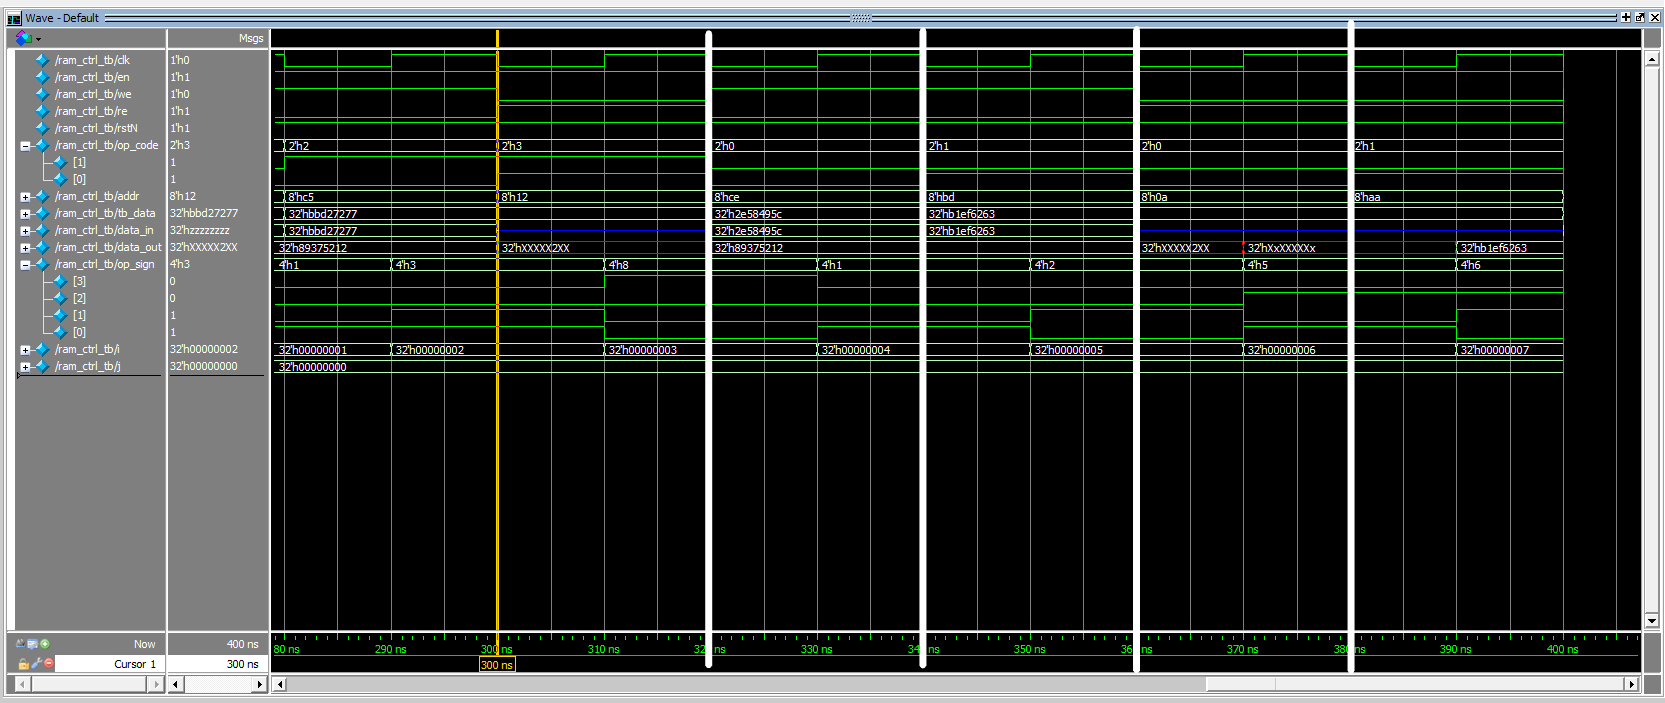 Wave - Default
Msgs
/ram_ctrl_tb/clk 1'h0
/ram_ctrl_tb/en 1'h1
/ram_ctrl_tb/we 1'h0
/ram_ctrl_tb/re 1'h1
/ram_ctrl_tb/rstN 1'h1
/ram_ctrl_tb/op_code 2'h3 2'h2 2'h3 2'h0 2'h1 2'h0 2'h1
[1] 1
[0] 1
/ram_ctrl_tb/addr 8'h12 8'hc5 8'h12 8'hce 8'hbd 8'h0a 8'haa
/ram_ctrl_tb/tb_data 32'hbbd27277 32'hbbd27277 32'h2e58495c 32'hb1ef6263
/ram_ctrl_tb/data_in 32'hzzzzzzzz 32'hbbd27277 32'h2e58495c 32'hb1ef6263
/ram_ctrl_tb/data_out 32'hXXXXX2XX 32'h89375212 32'hXXXXX2XX 32'h89375212 32'hXXXXX2XX 32'hXxXXXXXx 32'hb1ef6263
/ram_ctrl_tb/op_sign 4'h3 4'h1 4'h3 4'h8 4'h1 4'h2 4'h5 4'h6
[3] 0
[2] 0
[1] 1
[0] 1
/ram_ctrl_tb/i 32'h00000002 32'h00000001 32'h00000002 32'h00000003 32'h00000004 32'h00000005 32'h00000006 32'h00000007
/ram_ctrl_tb/j 32'h00000000 32'h00000000
Now 400 ns 80 ns 290 ns 300 ns 310 ns 32 ns 330 ns 34 ns 350 ns 36 ns 370 ns 380 ns 390 ns 400 ns
Cursor 1 300 ns 300 ns